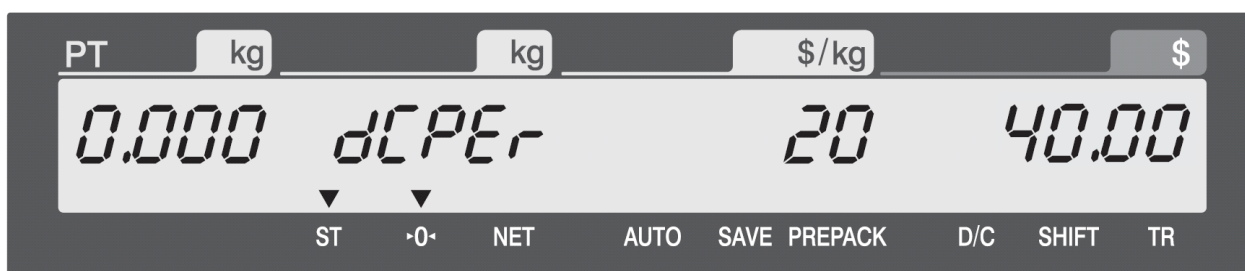 PT kg kg $/kg $
0.000 dCPEr 20 40.00
ST ▸0◂ NET AUTO SAVE PREPACK D/C SHIFT TR